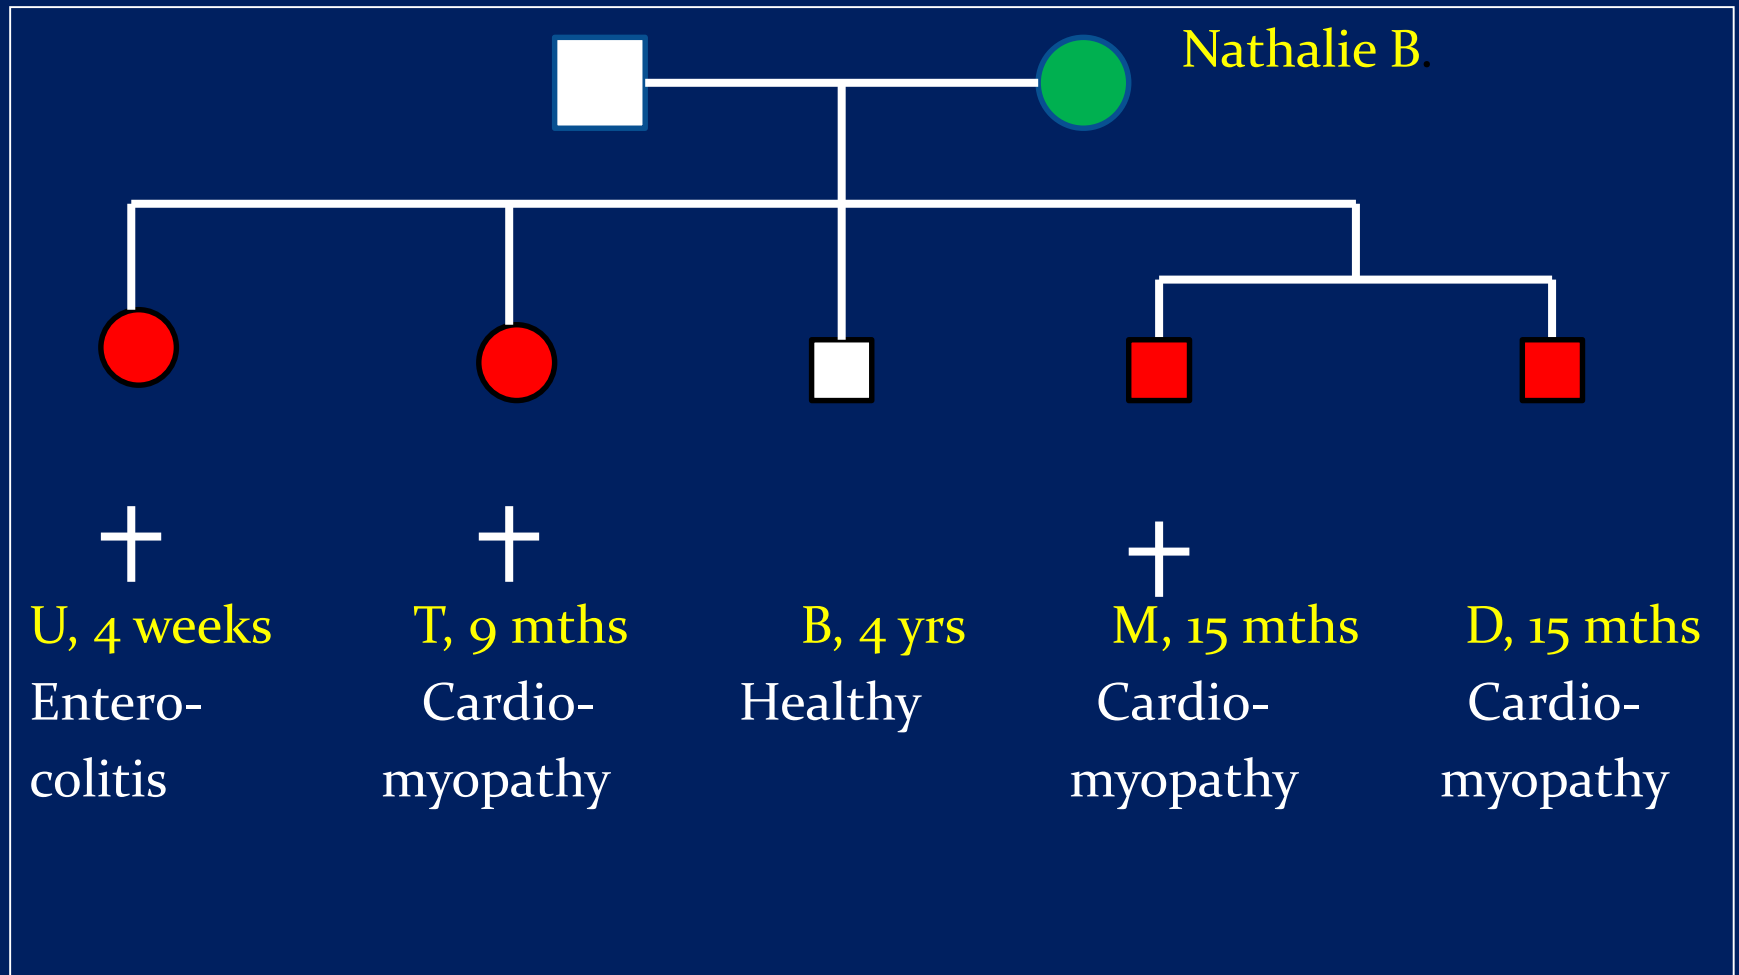 Nathalie B.
U, 4 weeks T, 9 mths B, 4 yrs M, 15 mths D, 15 mths
Entero- Cardio- Healthy Cardio- Cardio-
colitis myopathy myopathy myopathy